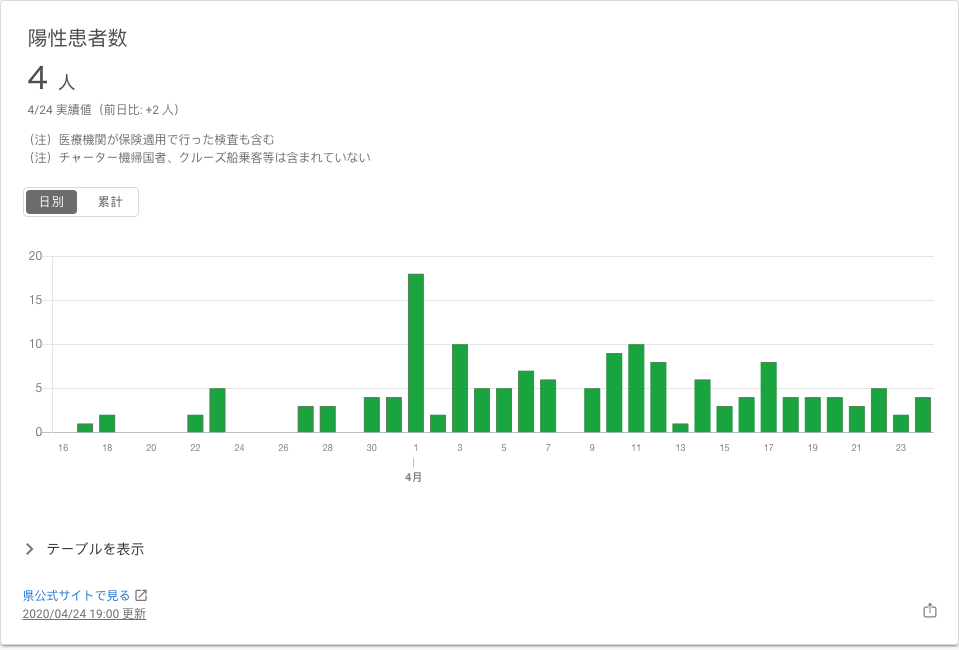 陽性患者数
4 人
4/24 実績値（前日比: +2 人）
（注）医療機関が保険適用で行った検査も含む
（注）チャーター機帰国者、クルーズ船乗客等は含まれていない
日別 累計
20
15
10
5
0
16 18 20 22 24 26 28 30 1 3 5 7 9 11 13 15 17 19 21 23
4月
テーブルを表示
県公式サイトで見る
2020/04/24 19:00 更新